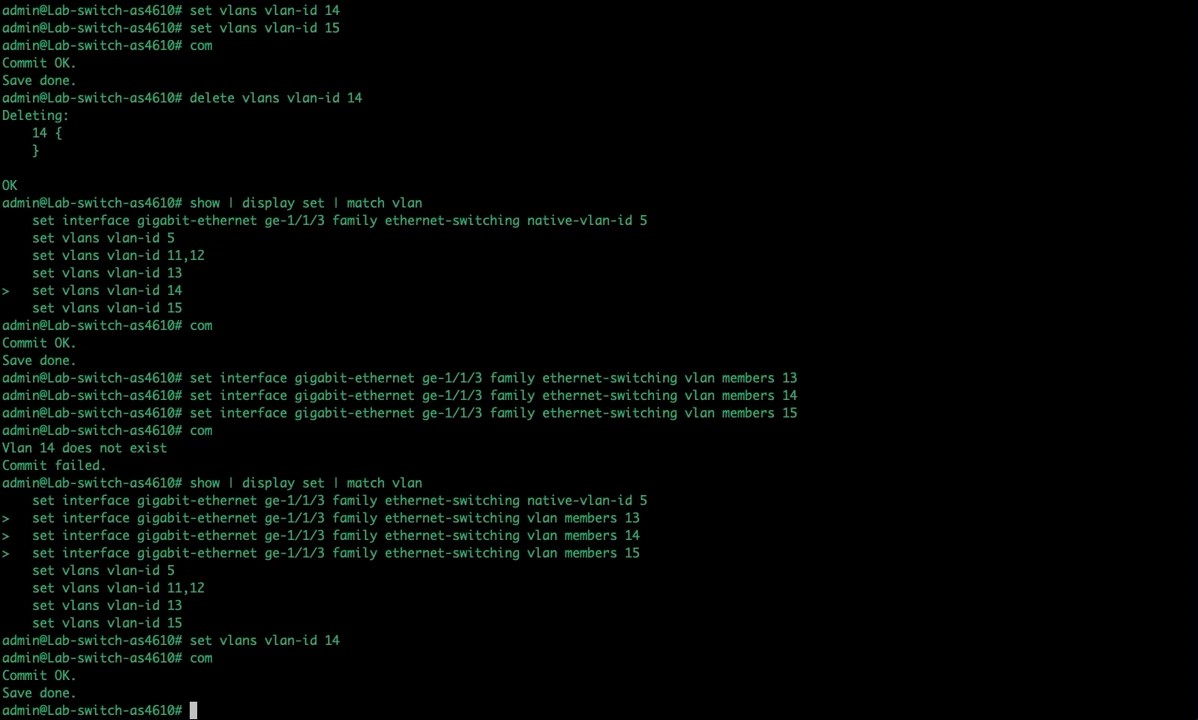 admin@Lab-switch-as4610# set vlans vlan-id 14
admin@Lab-switch-as4610# set vlans vlan-id 15
admin@Lab-switch-as4610# com
Commit OK.
Save done.
admin@Lab-switch-as4610# delete vlans vlan-id 14
Deleting:
    14 {
    }
OK
admin@Lab-switch-as4610# show | display set | match vlan
    set interface gigabit-ethernet ge-1/1/3 family ethernet-switching native-vlan-id 5
    set vlans vlan-id 5
    set vlans vlan-id 11,12
    set vlans vlan-id 13
>   set vlans vlan-id 14
    set vlans vlan-id 15
admin@Lab-switch-as4610# com
Commit OK.
Save done.
admin@Lab-switch-as4610# set interface gigabit-ethernet ge-1/1/3 family ethernet-switching vlan members 13
admin@Lab-switch-as4610# set interface gigabit-ethernet ge-1/1/3 family ethernet-switching vlan members 14
admin@Lab-switch-as4610# set interface gigabit-ethernet ge-1/1/3 family ethernet-switching vlan members 15
admin@Lab-switch-as4610# com
Vlan 14 does not exist
Commit failed.
admin@Lab-switch-as4610# show | display set | match vlan
    set interface gigabit-ethernet ge-1/1/3 family ethernet-switching native-vlan-id 5
>   set interface gigabit-ethernet ge-1/1/3 family ethernet-switching vlan members 13
>   set interface gigabit-ethernet ge-1/1/3 family ethernet-switching vlan members 14
>   set interface gigabit-ethernet ge-1/1/3 family ethernet-switching vlan members 15
    set vlans vlan-id 5
    set vlans vlan-id 11,12
    set vlans vlan-id 13
    set vlans vlan-id 15
admin@Lab-switch-as4610# set vlans vlan-id 14
admin@Lab-switch-as4610# com
Commit OK.
Save done.
admin@Lab-switch-as4610#